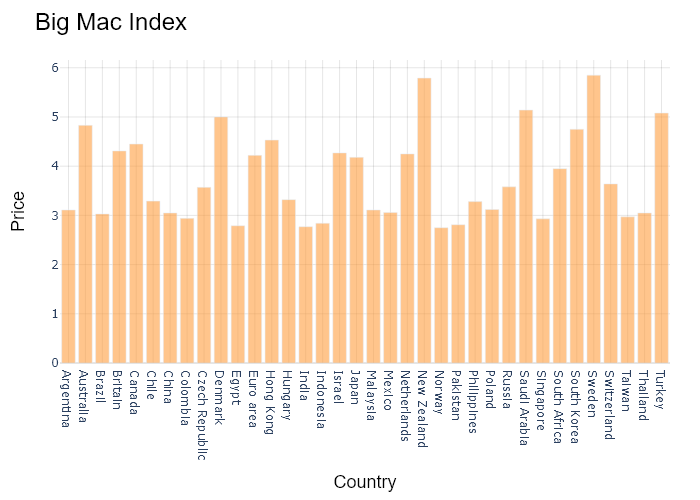 Big Mac Index
Price
6
5
4
3
2
1
0
Argentina
Australia
Brazil
Britain
Canada
Chile
China
Colombia
Czech Republic
Denmark
Egypt
Euro area
Hong Kong
Hungary
India
Indonesia
Israel
Japan
Malaysia
Mexico
Netherlands
New Zealand
Norway
Pakistan
Philippines
Poland
Russia
Saudi Arabia
Singapore
South Africa
South Korea
Sweden
Switzerland
Taiwan
Thailand
Turkey
Country